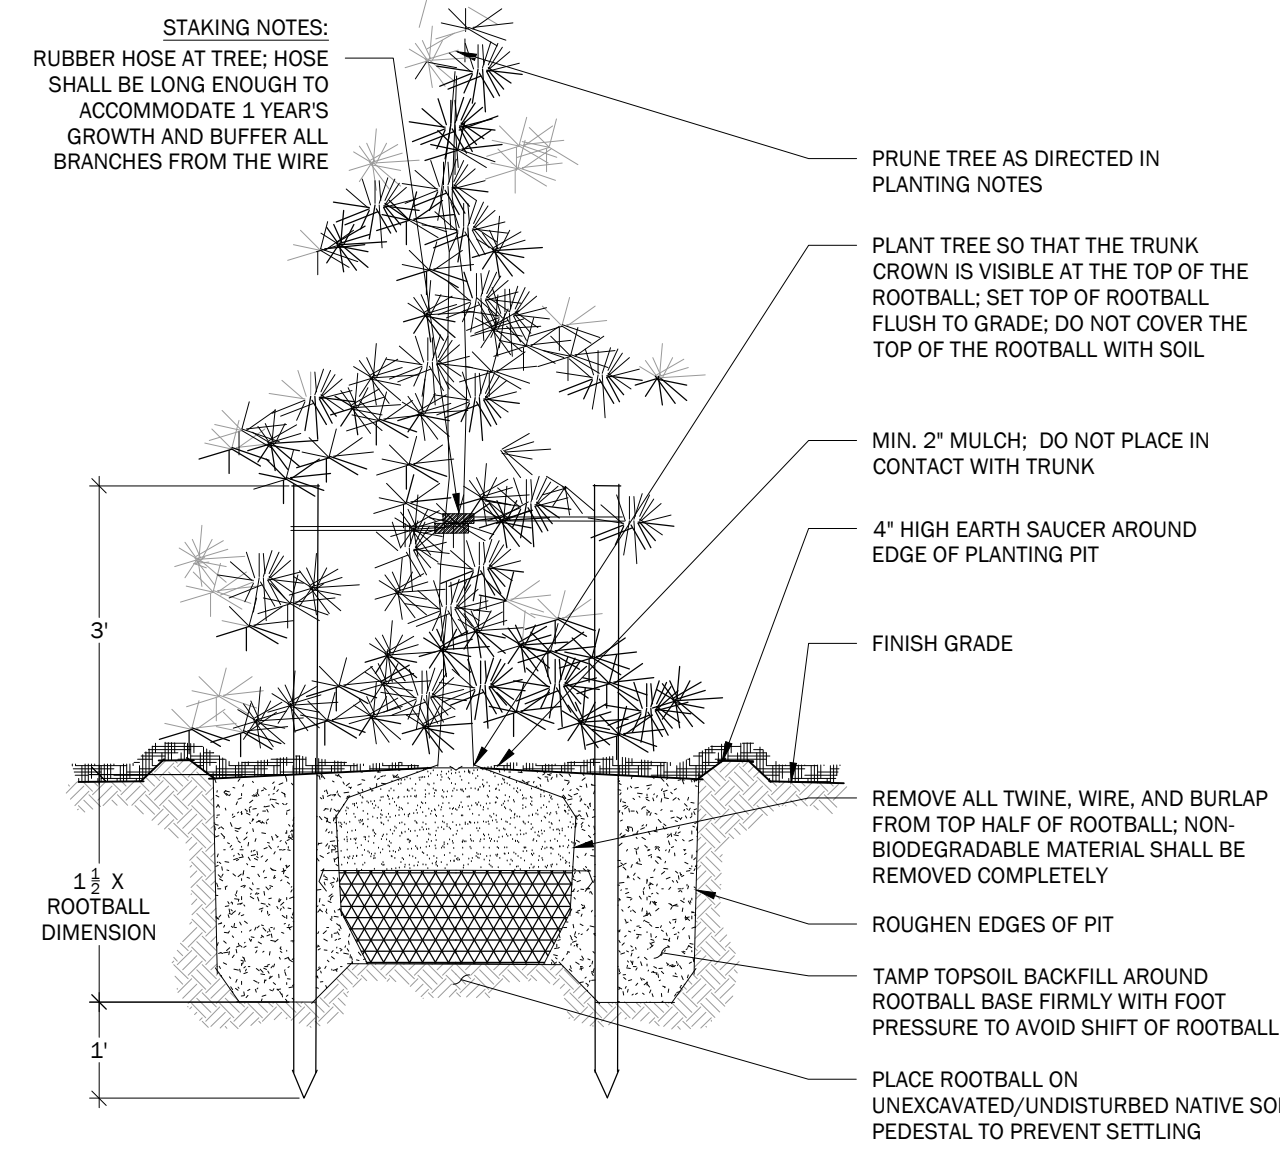 STAKING NOTES:
RUBBER HOSE AT TREE; HOSE
SHALL BE LONG ENOUGH TO
ACCOMMODATE 1 YEAR'S
GROWTH AND BUFFER ALL
BRANCHES FROM THE WIRE
PRUNE TREE AS DIRECTED IN
PLANTING NOTES
PLANT TREE SO THAT THE TRUNK
CROWN IS VISIBLE AT THE TOP OF THE
ROOTBALL; SET TOP OF ROOTBALL
FLUSH TO GRADE; DO NOT COVER THE
TOP OF THE ROOTBALL WITH SOIL
MIN. 2" MULCH; DO NOT PLACE IN
CONTACT WITH TRUNK
4" HIGH EARTH SAUCER AROUND
EDGE OF PLANTING PIT
3'
FINISH GRADE
REMOVE ALL TWINE, WIRE, AND BURLAP
FROM TOP HALF OF ROOTBALL; NON-
BIODEGRADABLE MATERIAL SHALL BE
REMOVED COMPLETELY
1 1/2 X
ROOTBALL
DIMENSION
ROUGHEN EDGES OF PIT
TAMP TOPSOIL BACKFILL AROUND
ROOTBALL BASE FIRMLY WITH FOOT
PRESSURE TO AVOID SHIFT OF ROOTBALL
1'
PLACE ROOTBALL ON
UNEXCAVATED/UNDISTURBED NATIVE
PEDESTAL TO PREVENT SETTLING